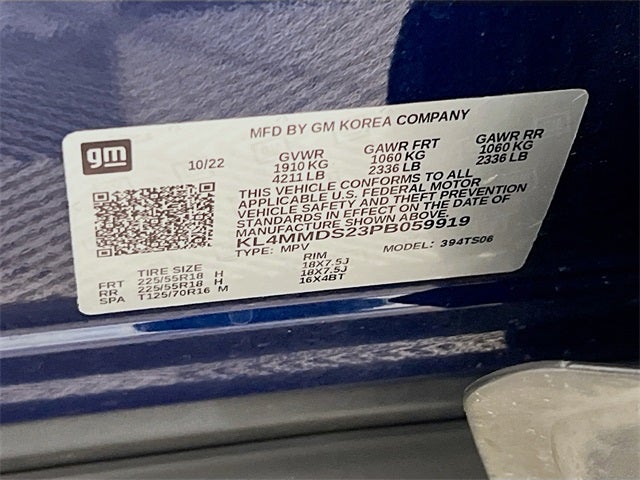 MFD BY GM KOREA COMPANY
gm
10/22
GVWR GAWR FRT GAWR RR
1910 KG 1060 KG 1060 KG
4211 LB 2336 LB 2336 LB
THIS VEHICLE CONFORMS TO ALL
APPLICABLE U.S. FEDERAL MOTOR
VEHICLE SAFETY AND THEFT PREVENTION
STANDARDS IN EFFECT ON THE DATE OF
MANUFACTURE SHOWN ABOVE.
KL4MMDS23PB059919
TYPE: MPV MODEL: 394TS06
TIRE SIZE RIM
FRT 225/55R18 H 18X7.5J
RR 225/55R18 H 18X7.5J
SPA T125/70R16 M 16X4BT